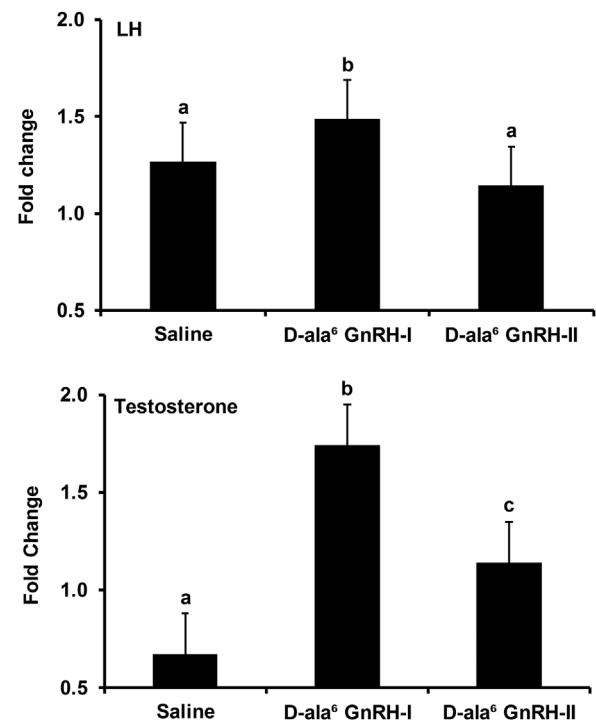 2.0
LH
b
a
a
1.5
Fold change
1.0
0.5
Saline
D-ala⁶ GnRH-I
D-ala⁶ GnRH-II
2.0
Testosterone
b
1.5
c
Fold Change
1.0
a
0.5
Saline
D-ala⁶ GnRH-I
D-ala⁶ GnRH-II